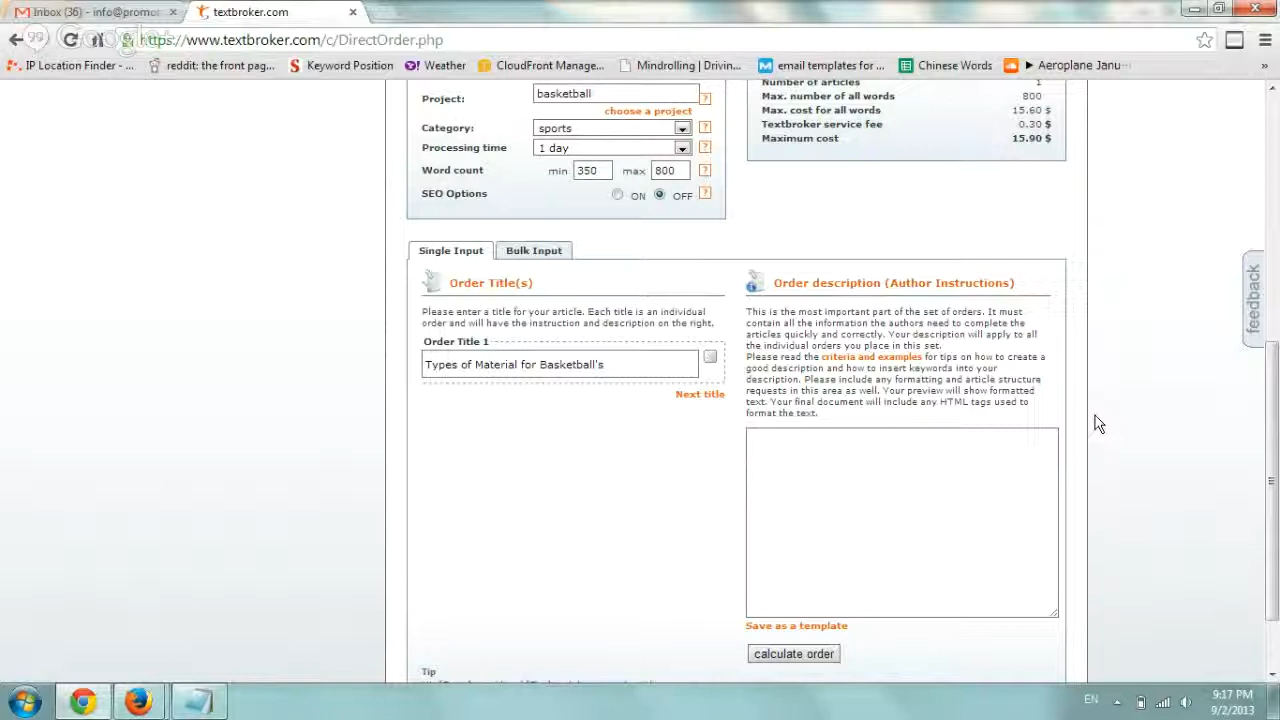 Inbox (36) - info@promo
textbroker.com
https://www.textbroker.com/c/DirectOrder.php
IP Location Finder - ...
reddit: the front pag...
Keyword Position
Weather
CloudFront Manage...
Mindrolling | Drivin...
email templates for ...
Chinese Words
► Aeroplane Janu
»
Project:
basketball
?
choose a project
Category:
sports
?
Processing time
1 day
?
Word count
min
350
max
800
?
SEO Options
ON
OFF
?
Number of articles 1
Max. number of all words 800
Max. cost for all words 15.60 $
Textbroker service fee 0.30 $
Maximum cost 15.90 $
Single Input
Bulk Input
Order Title(s)
Please enter a title for your article. Each title is an individual
order and will have the instruction and description on the right.
Order Title 1
Types of Material for Basketball's
Next title
Order description (Author Instructions)
This is the most important part of the set of orders. It must
contain all the information the authors need to complete the
articles quickly and correctly. Your description will apply to all
the individual orders you place in this set.
Please read the criteria and examples for tips on how to create a
good description and how to insert keywords into your
description. Please include any formatting and article structure
requests in this area as well. Your preview will show formatted
text. Your final document will include any HTML tags used to
format the text.
Save as a template
calculate order
Tip
feedback
EN
9:17 PM
9/2/2013